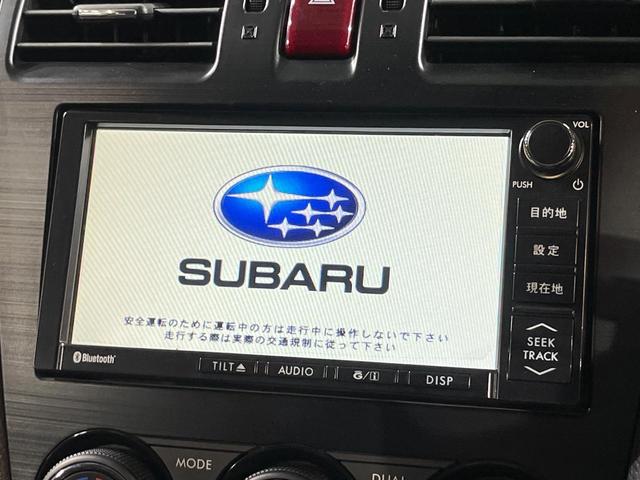 VOL
PUSH
目的地
設定
現在地
SEEK
TRACK
SUBARU
安全運転のために運転中の方は走行中に操作しないで下さい
走行する際は実際の交通規制に従って下さい
Bluetooth
TILT
AUDIO
G/i
DISP
MODE
DUAL